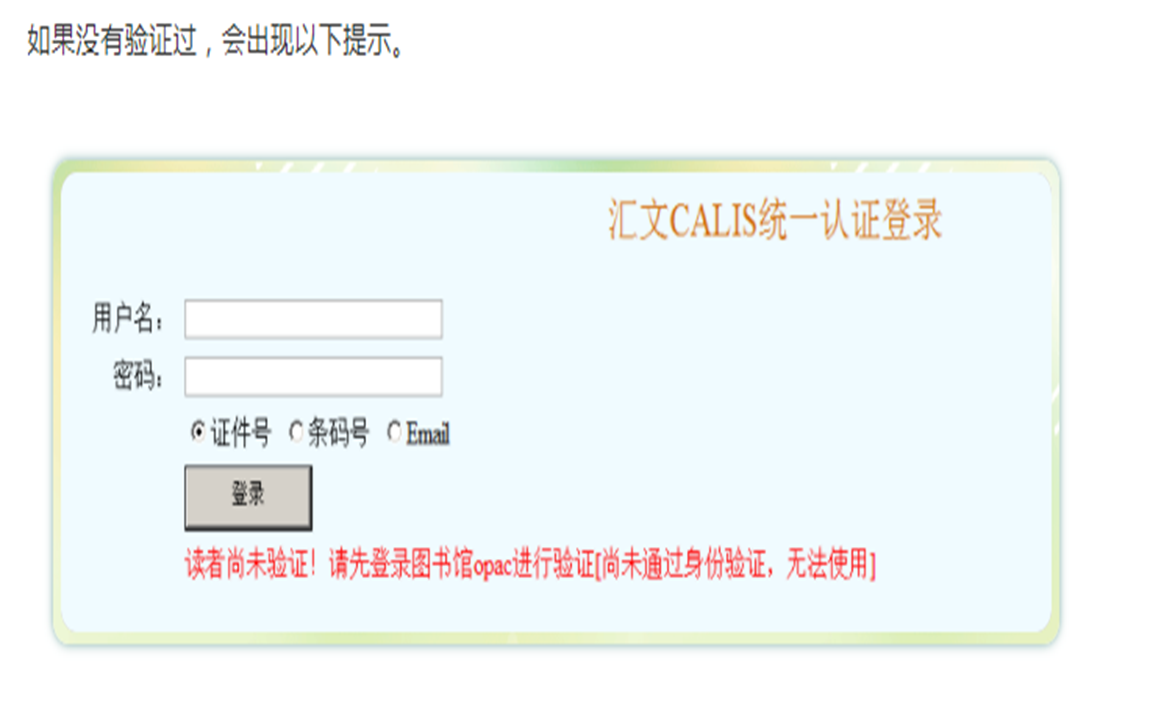 如果没有验证过，会出现以下提示。
汇文CALIS统一认证登录
用户名：
密码：
证件号 条码号 Email
登录
读者尚未验证！请先登录图书馆opac进行验证[尚未通过身份验证，无法使用]